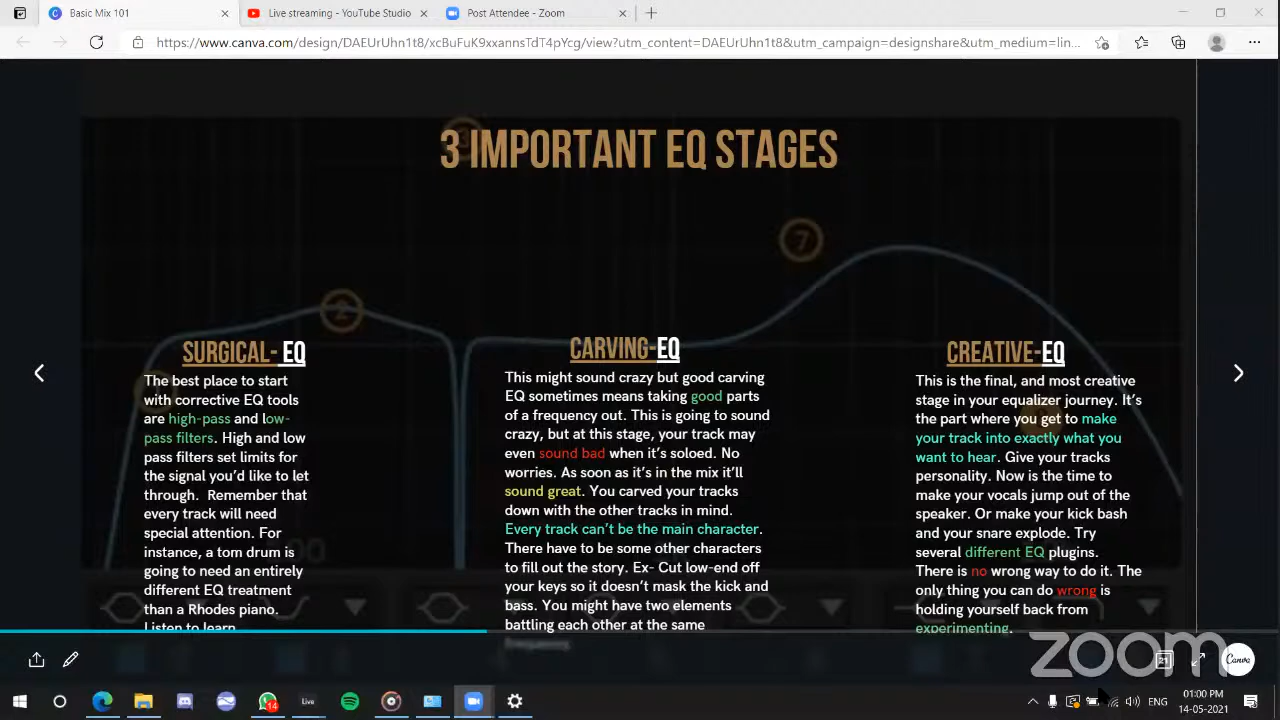 Basic Mix 101
Live streaming - YouTube Studio
Post Attendee - Zoom
https://www.canva.com/design/DAEUrUhn1t8/xcBuFuK9xxannsTdT4pYcg/view?utm_content=DAEUrUhn1t8&utm_campaign=designshare&utm_medium=lin...
3 IMPORTANT EQ STAGES
7
2
SURGICAL- EQ
The best place to start
with corrective EQ tools
are high-pass and low-
pass filters. High and low
pass filters set limits for
the signal you'd like to let
through. Remember that
every track will need
special attention. For
instance, a tom drum is
going to need an entirely
different EQ treatment
than a Rhodes piano.
Listen to learn
CARVING-EQ
This might sound crazy but good carving
EQ sometimes means taking good parts
of a frequency out. This is going to sound
crazy, but at this stage, your track may
even sound bad when it's soloed. No
worries. As soon as it's in the mix it'll
sound great. You carved your tracks
down with the other tracks in mind.
Every track can't be the main character.
There have to be some other characters
to fill out the story. Ex- Cut low-end off
your keys so it doesn't mask the kick and
bass. You might have two elements
battling each other at the same
CREATIVE-EQ
This is the final, and most creative
stage in your equalizer journey. It's
the part where you get to make
your track into exactly what you
want to hear. Give your tracks
personality. Now is the time to
make your vocals jump out of the
speaker. Or make your kick bash
and your snare explode. Try
several different EQ plugins.
There is no wrong way to do it. The
only thing you can do wrong is
holding yourself back from
experimenting.
zoom
21
Canva
14
Live
ENG
01:00 PM
14-05-2021